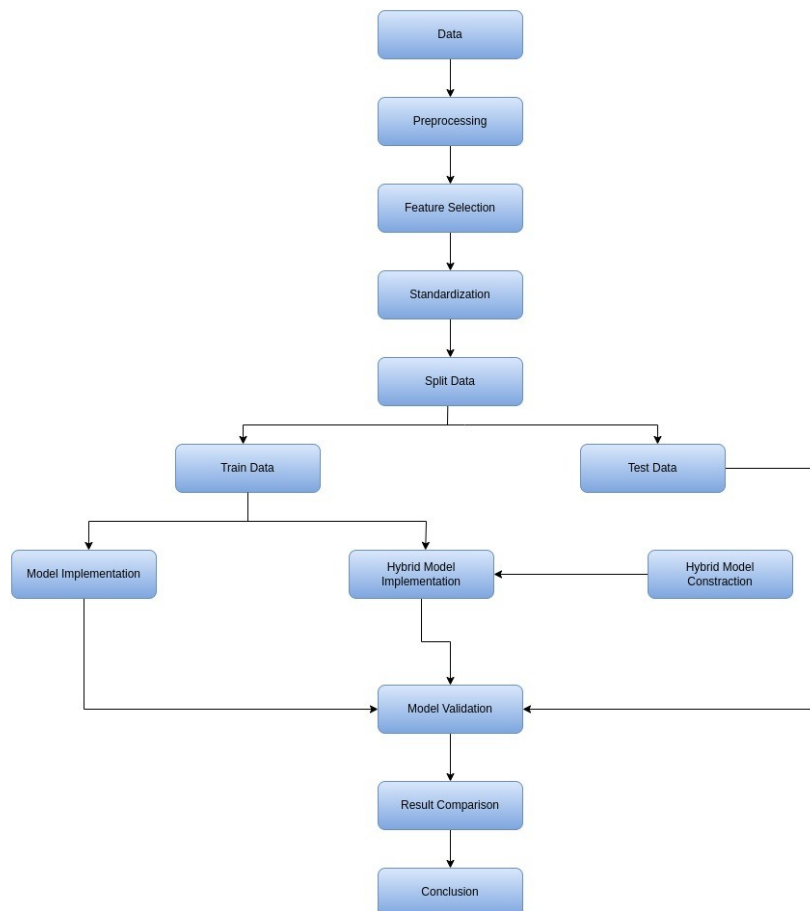 Data
Preprocessing
Feature Selection
Standardization
Split Data
Train Data
Test Data
Model Implementation
Hybrid Model
Implementation
Hybrid Model
Constraction
Model Validation
Result Comparison
Conclusion